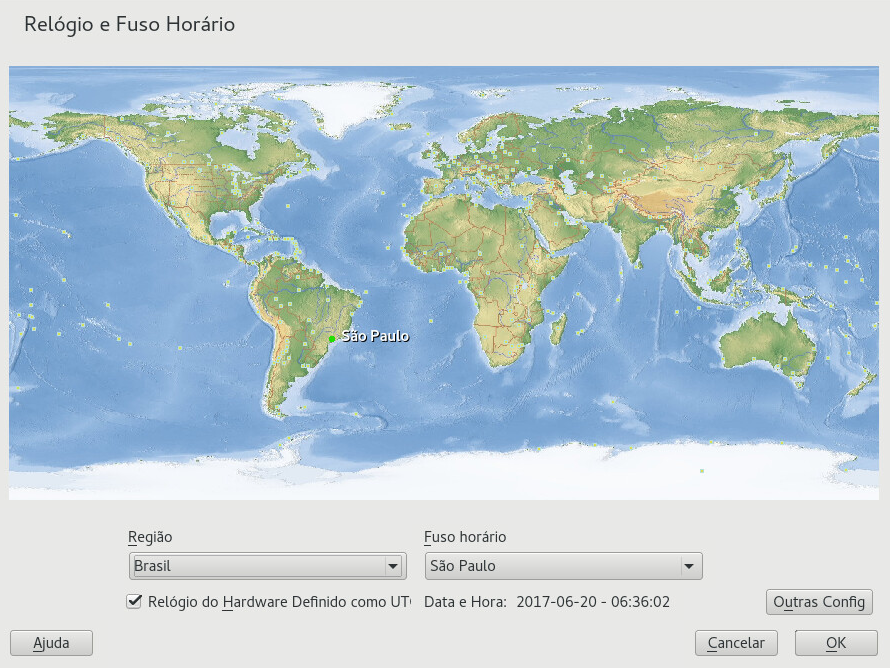 Relógio e Fuso Horário
São Paulo
Região
Fuso horário
Brasil
São Paulo
Relógio do Hardware Definido como UT
Data e Hora: 2017-06-20 - 06:36:02
Outras Config
Ajuda
Cancelar
OK